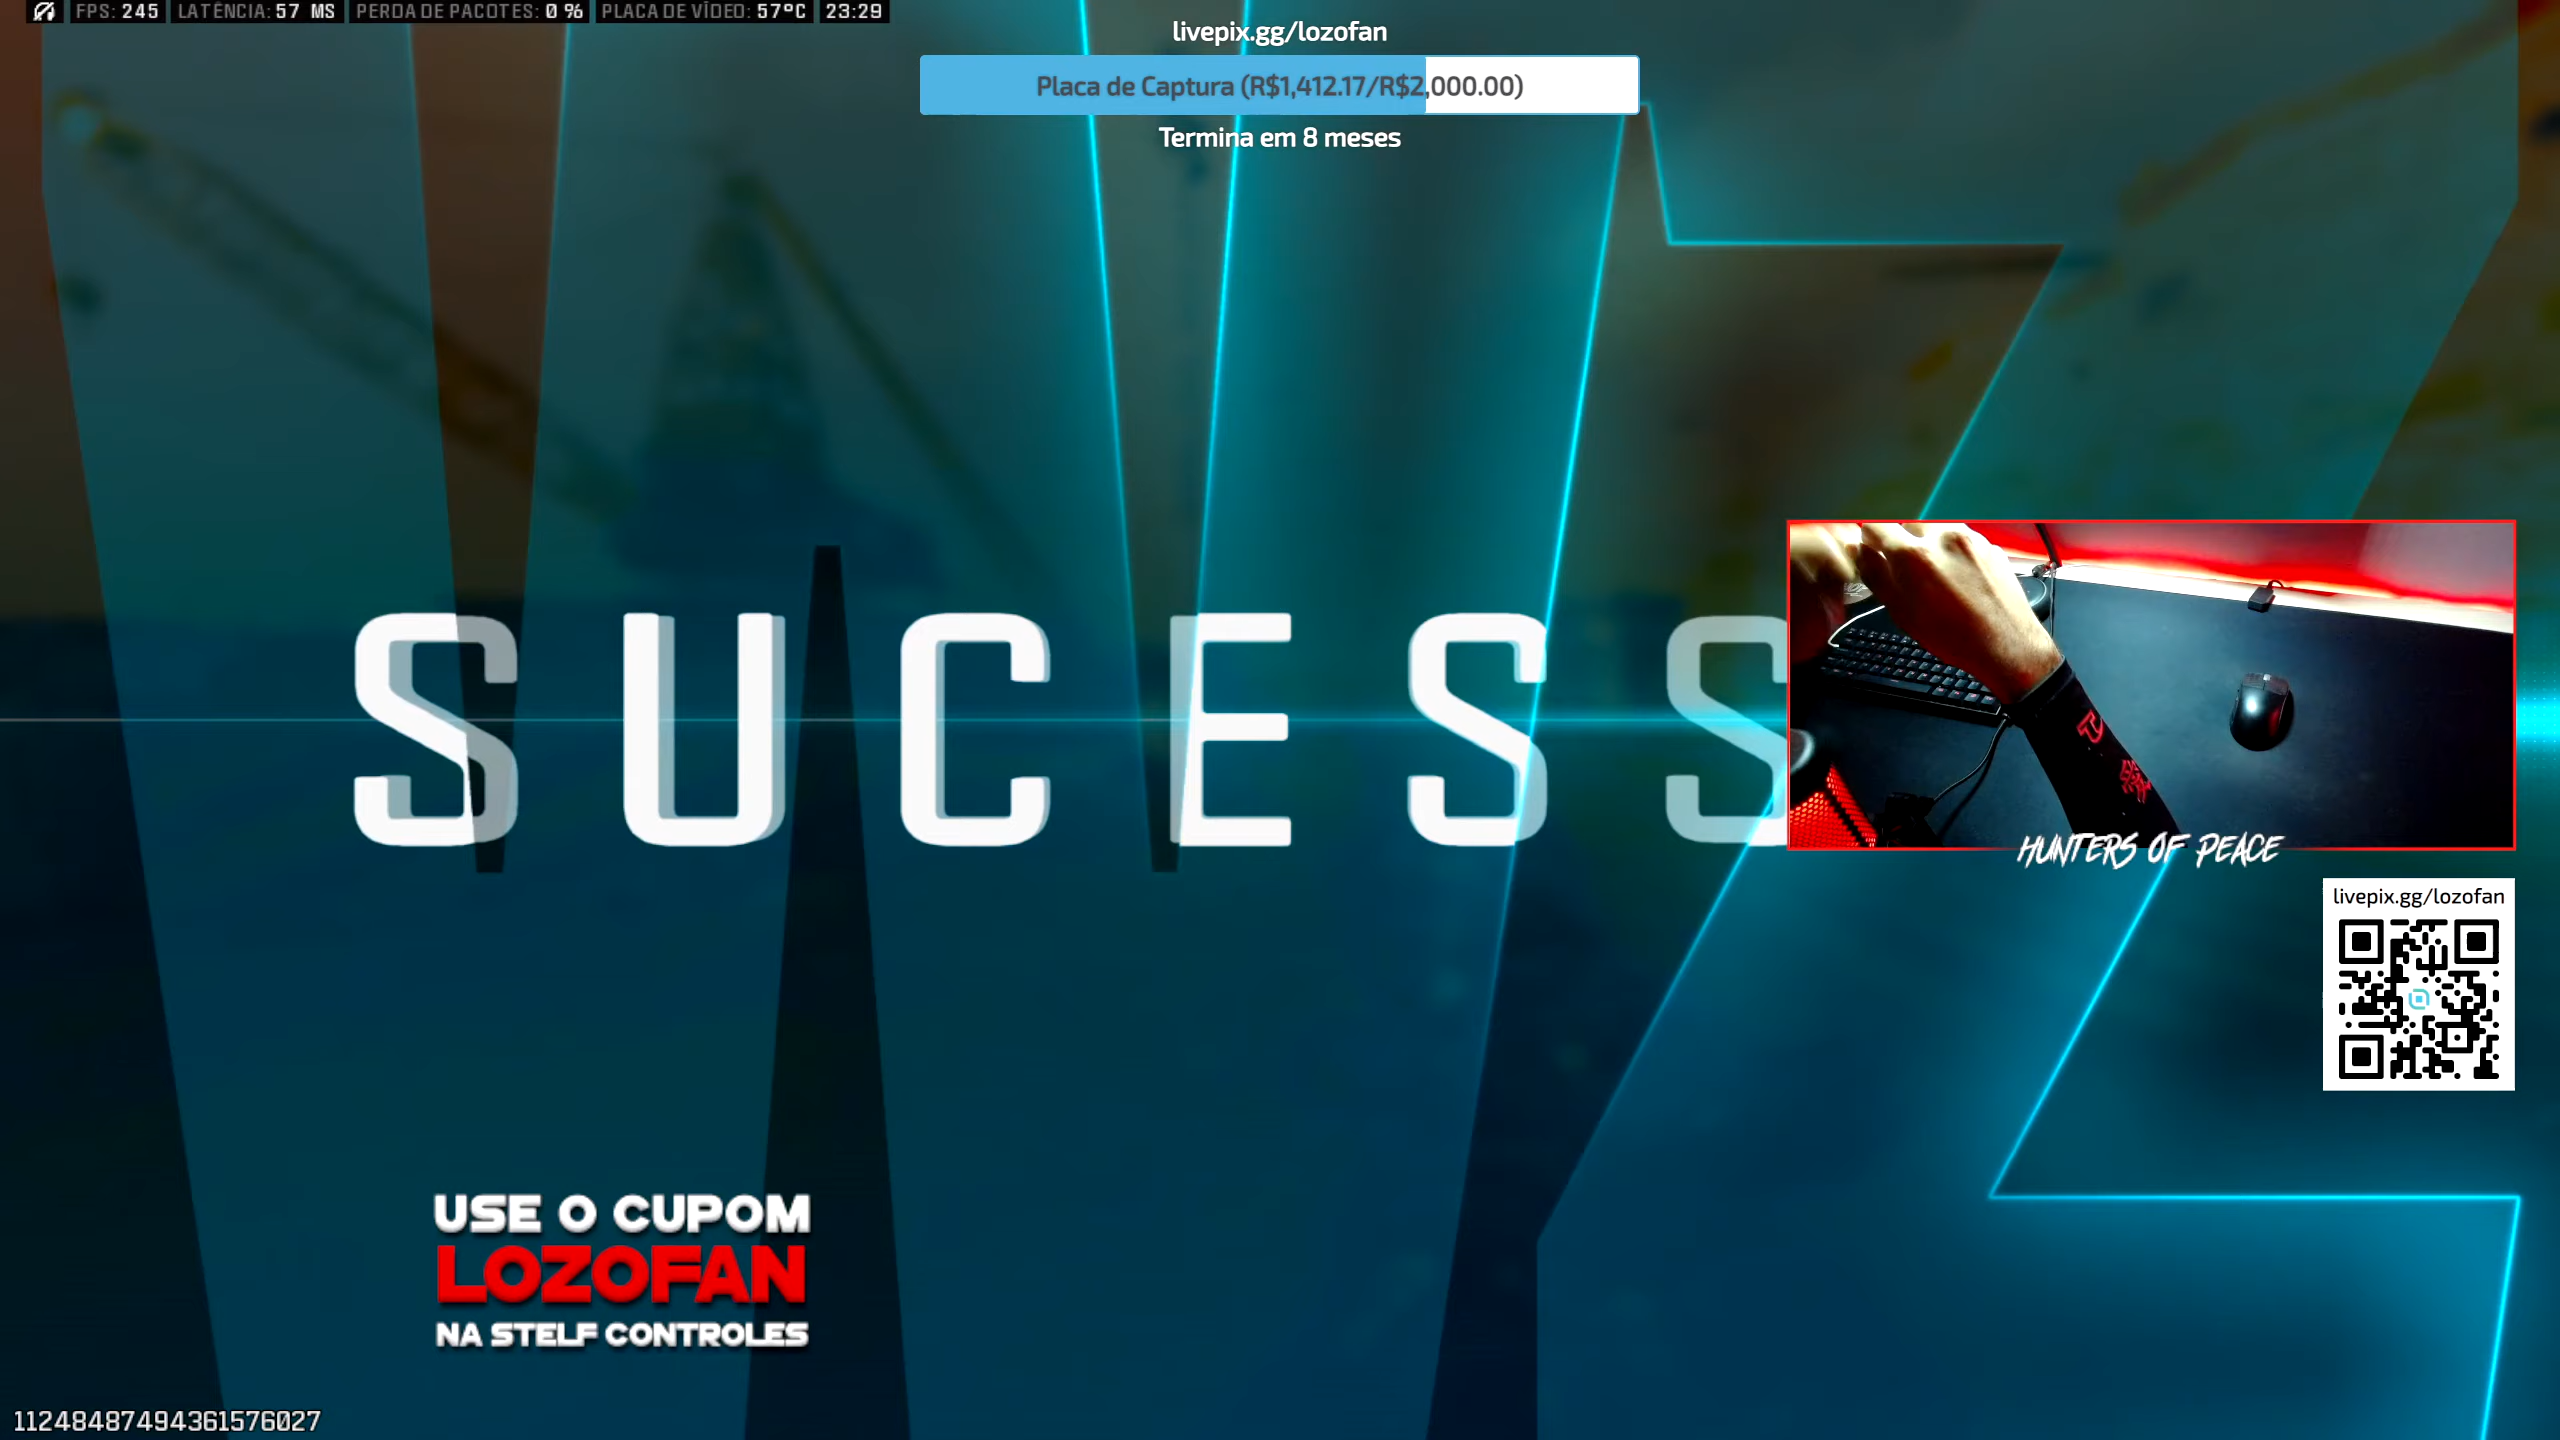 FPS: 245 LATÊNCIA: 57 MS PERDA DE PACOTES: 0 % PLACA DE VÍDEO: 57ºC 23:29
livepix.gg/lozofan
Placa de Captura (R$1,412.17/R$2,000.00)
Termina em 8 meses
SUCESS
HUNTERS OF PEACE
livepix.gg/lozofan
USE O CUPOM
LOZOFAN
NA STELF CONTROLES
11248487494361576027